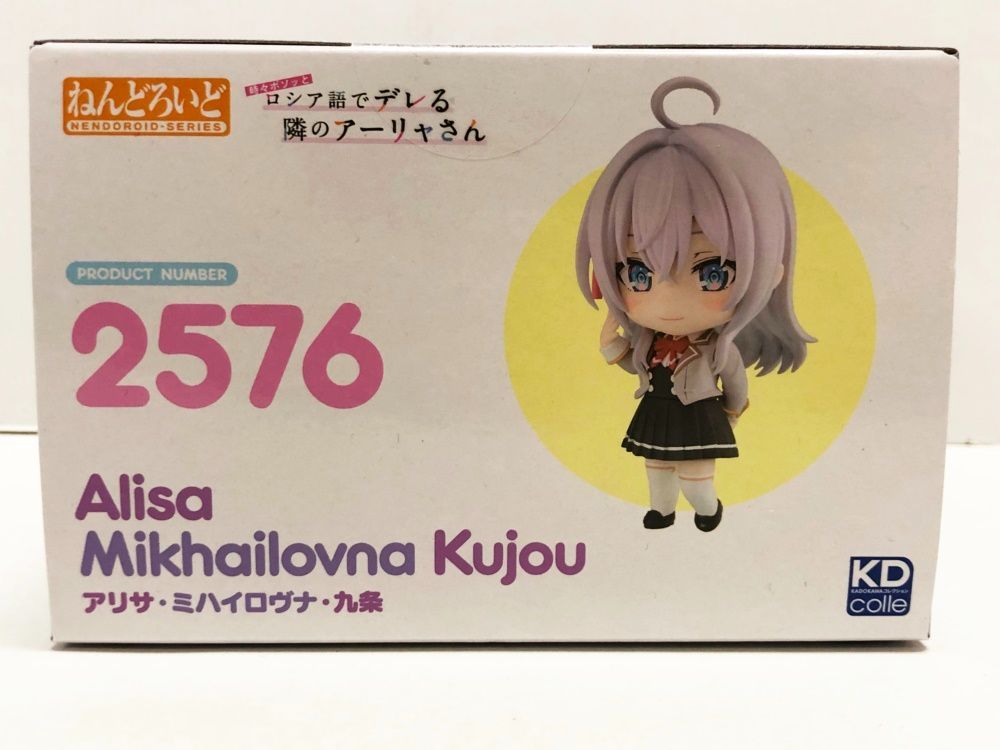 ねんどろいど
NENDOROID-SERIES
時々ボソッと
ロシア語でデレる
隣のアーリャさん
PRODUCT NUMBER
2576
Alisa
Mikhailovna Kujou
アリサ・ミハイロヴナ・九条
KD
KADOKAWAコレクション
colle